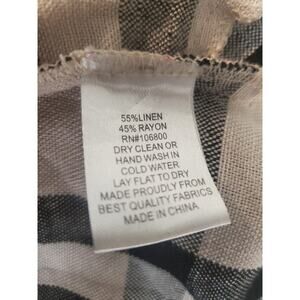 55%LINEN
45% RAYON
RN#106800
DRY CLEAN OR
HAND WASH IN
COLD WATER
LAY FLAT TO DRY
MADE PROUDLY FROM
BEST QUALITY FABRICS
MADE IN CHINA